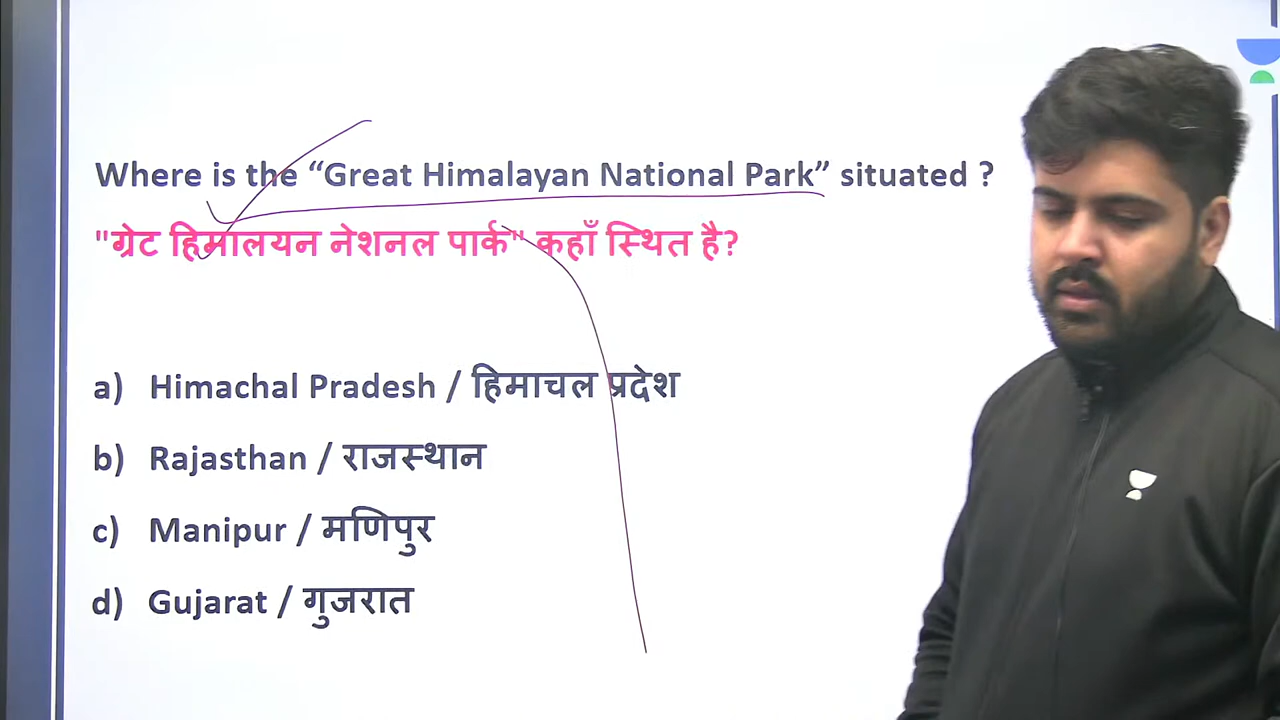 Where is the “Great Himalayan National Park” situated ?
"ग्रेट हिमालयन नेशनल पार्क" कहाँ स्थित है?
a) Himachal Pradesh / हिमाचल प्रदेश
b) Rajasthan / राजस्थान
c) Manipur / मणिपुर
d) Gujarat / गुजरात